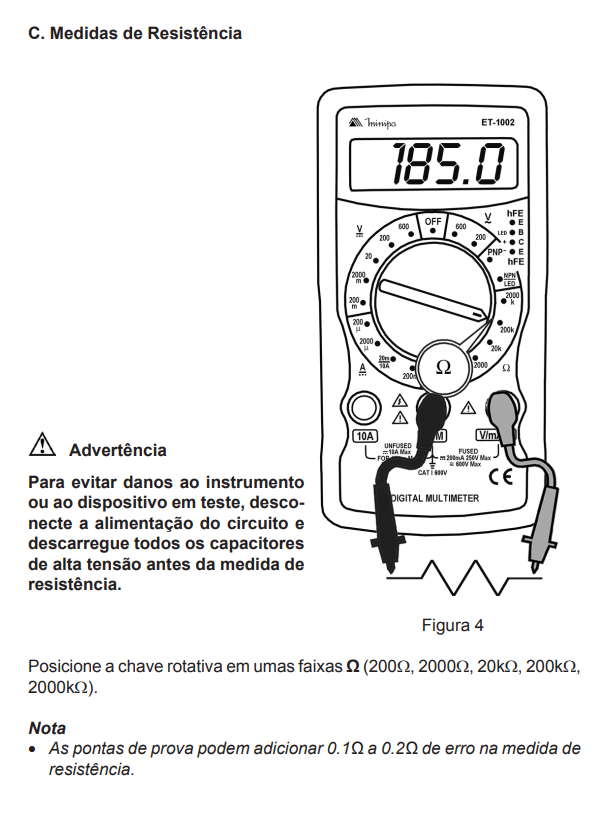 C. Medidas de Resistência
Minipa
ET-1002
185.0
OFF
V
600
200
20
2000
m
200
m
200
µ
2000
µ
20m
10A
A
V
600
200
hFE
E
LED
B
+
C
PNP
-
E
hFE
NPN
LED
2000
k
200k
20k
2000
200Ω
Ω
Ω
10A
UNFUSED
10A Max
FUSED
200mA 250V Max
600V Max
CAT I 600V
CE
DIGITAL MULTIMETER
Advertência
Para evitar danos ao instrumento
ou ao dispositivo em teste, desco-
necte a alimentação do circuito e
descarregue todos os capacitores
de alta tensão antes da medida de
resistência.
Figura 4
Posicione a chave rotativa em umas faixas Ω (200Ω, 2000Ω, 20kΩ, 200kΩ,
2000kΩ).
Nota
• As pontas de prova podem adicionar 0.1Ω a 0.2Ω de erro na medida de
resistência.